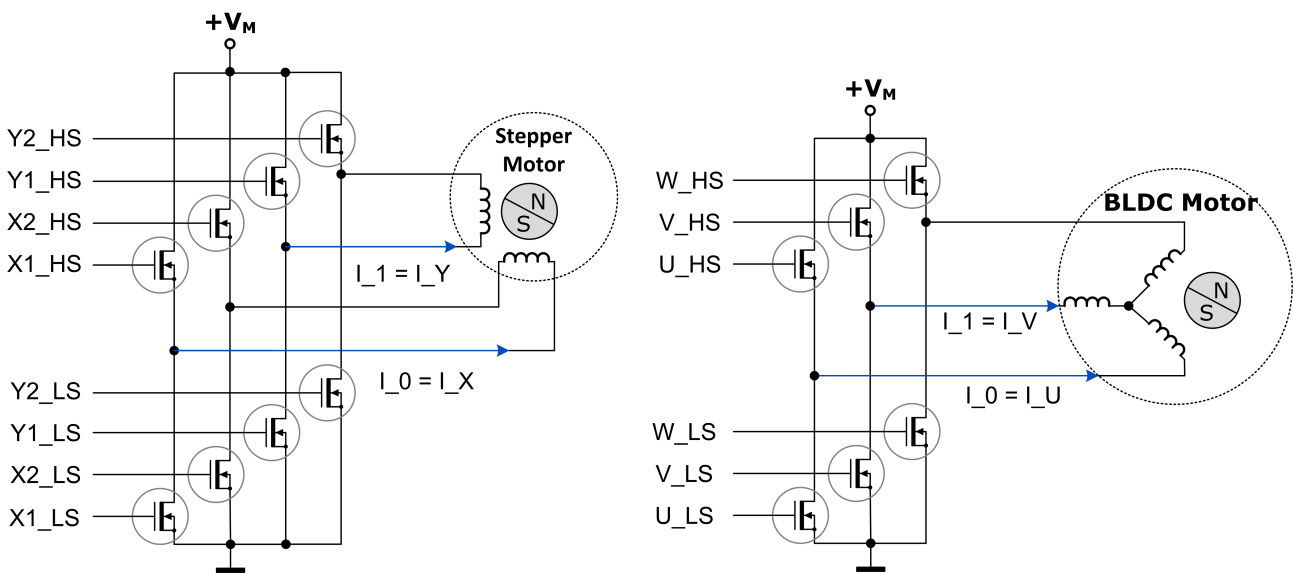 +VM
Y2_HS
Y1_HS
X2_HS
X1_HS
Stepper
Motor
N
S
I_1 = I_Y
I_0 = I_X
Y2_LS
Y1_LS
X2_LS
X1_LS
+VM
W_HS
V_HS
U_HS
BLDC Motor
N
S
I_1 = I_V
I_0 = I_U
W_LS
V_LS
U_LS